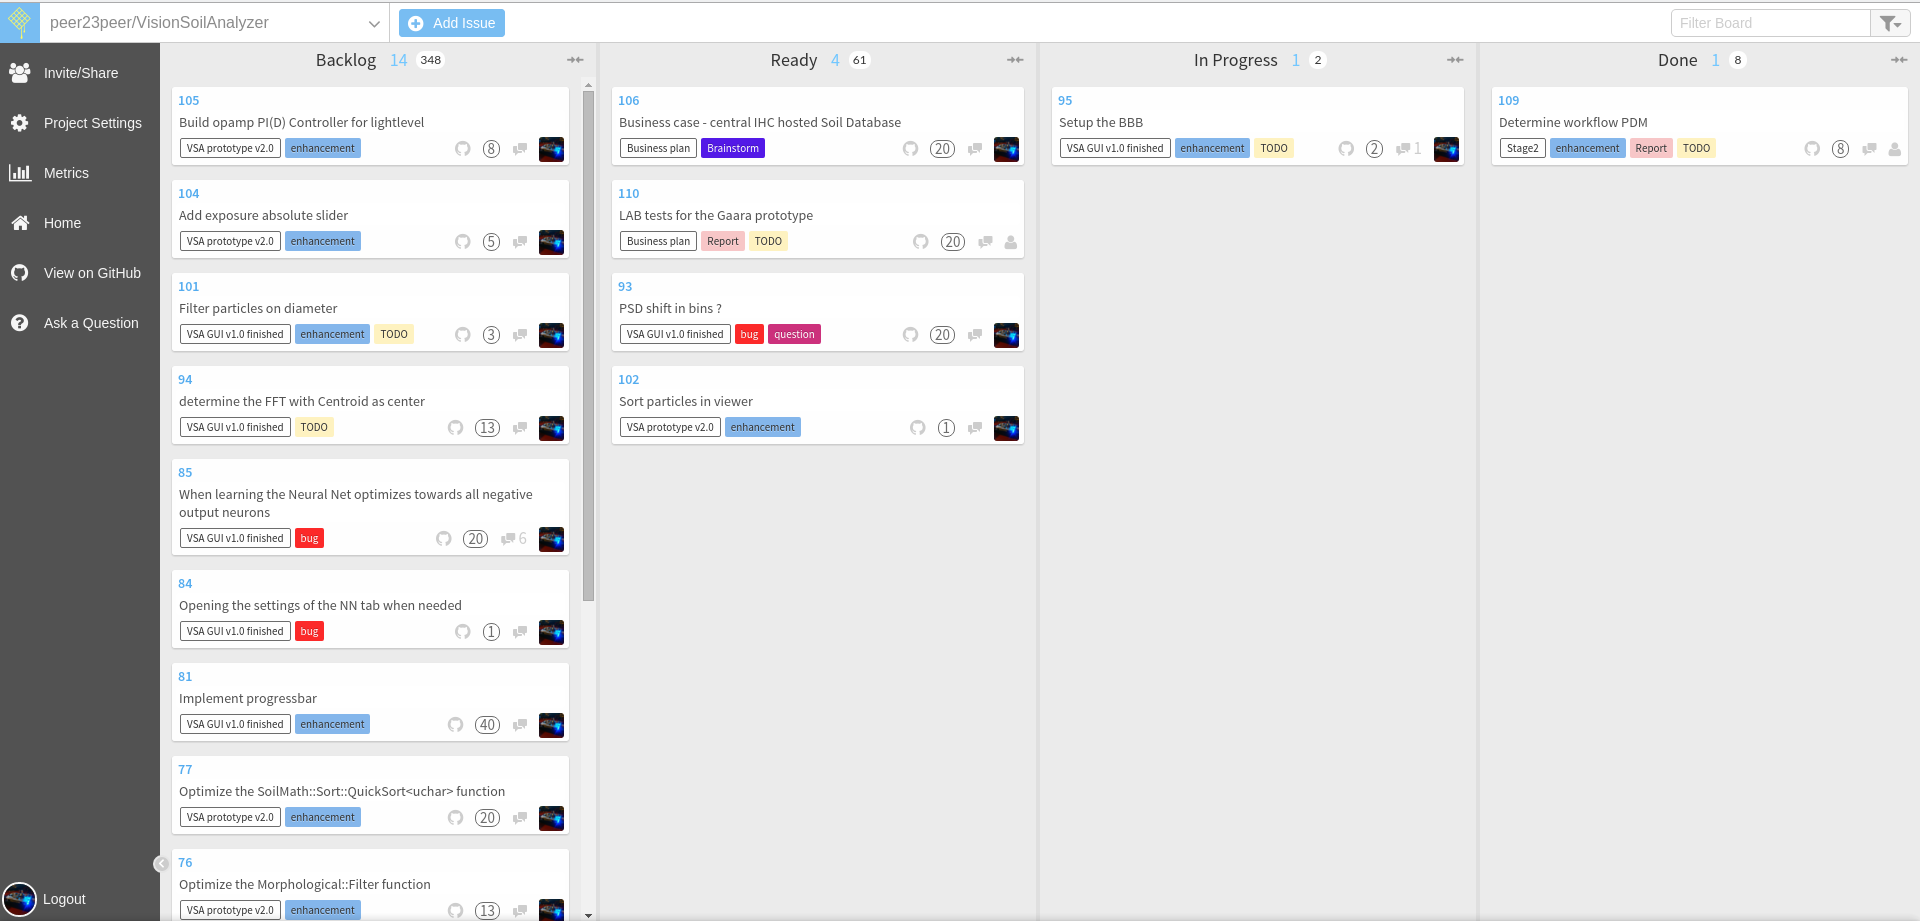 peer23peer/VisionSoilAnalyzer
Add Issue
Filter Board
Invite/Share
Project Settings
Metrics
Home
View on GitHub
Ask a Question
Logout
Backlog 14 348
105
Build opamp PI(D) Controller for lightlevel
VSA prototype v2.0 enhancement 8
104
Add exposure absolute slider
VSA prototype v2.0 enhancement 5
101
Filter particles on diameter
VSA GUI v1.0 finished enhancement TODO 3
94
determine the FFT with Centroid as center
VSA GUI v1.0 finished TODO 13
85
When learning the Neural Net optimizes towards all negative
output neurons
VSA GUI v1.0 finished bug 20 6
84
Opening the settings of the NN tab when needed
VSA GUI v1.0 finished bug 1
81
Implement progressbar
VSA GUI v1.0 finished enhancement 40
77
Optimize the SoilMath::Sort::QuickSort<uchar> function
VSA prototype v2.0 enhancement 20
76
Optimize the Morphological::Filter function
VSA prototype v2.0 enhancement 13
Ready 4 61
106
Business case - central IHC hosted Soil Database
Business plan Brainstorm 20
110
LAB tests for the Gaara prototype
Business plan Report TODO 20
93
PSD shift in bins ?
VSA GUI v1.0 finished bug question 20
102
Sort particles in viewer
VSA prototype v2.0 enhancement 1
In Progress 1 2
95
Setup the BBB
VSA GUI v1.0 finished enhancement TODO 2 1
Done 1 8
109
Determine workflow PDM
Stage2 enhancement Report TODO 8